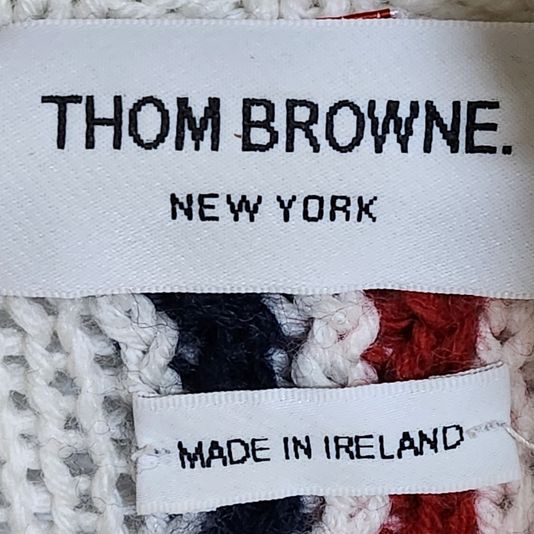 THOM BROWNE.
NEW YORK
MADE IN IRELAND